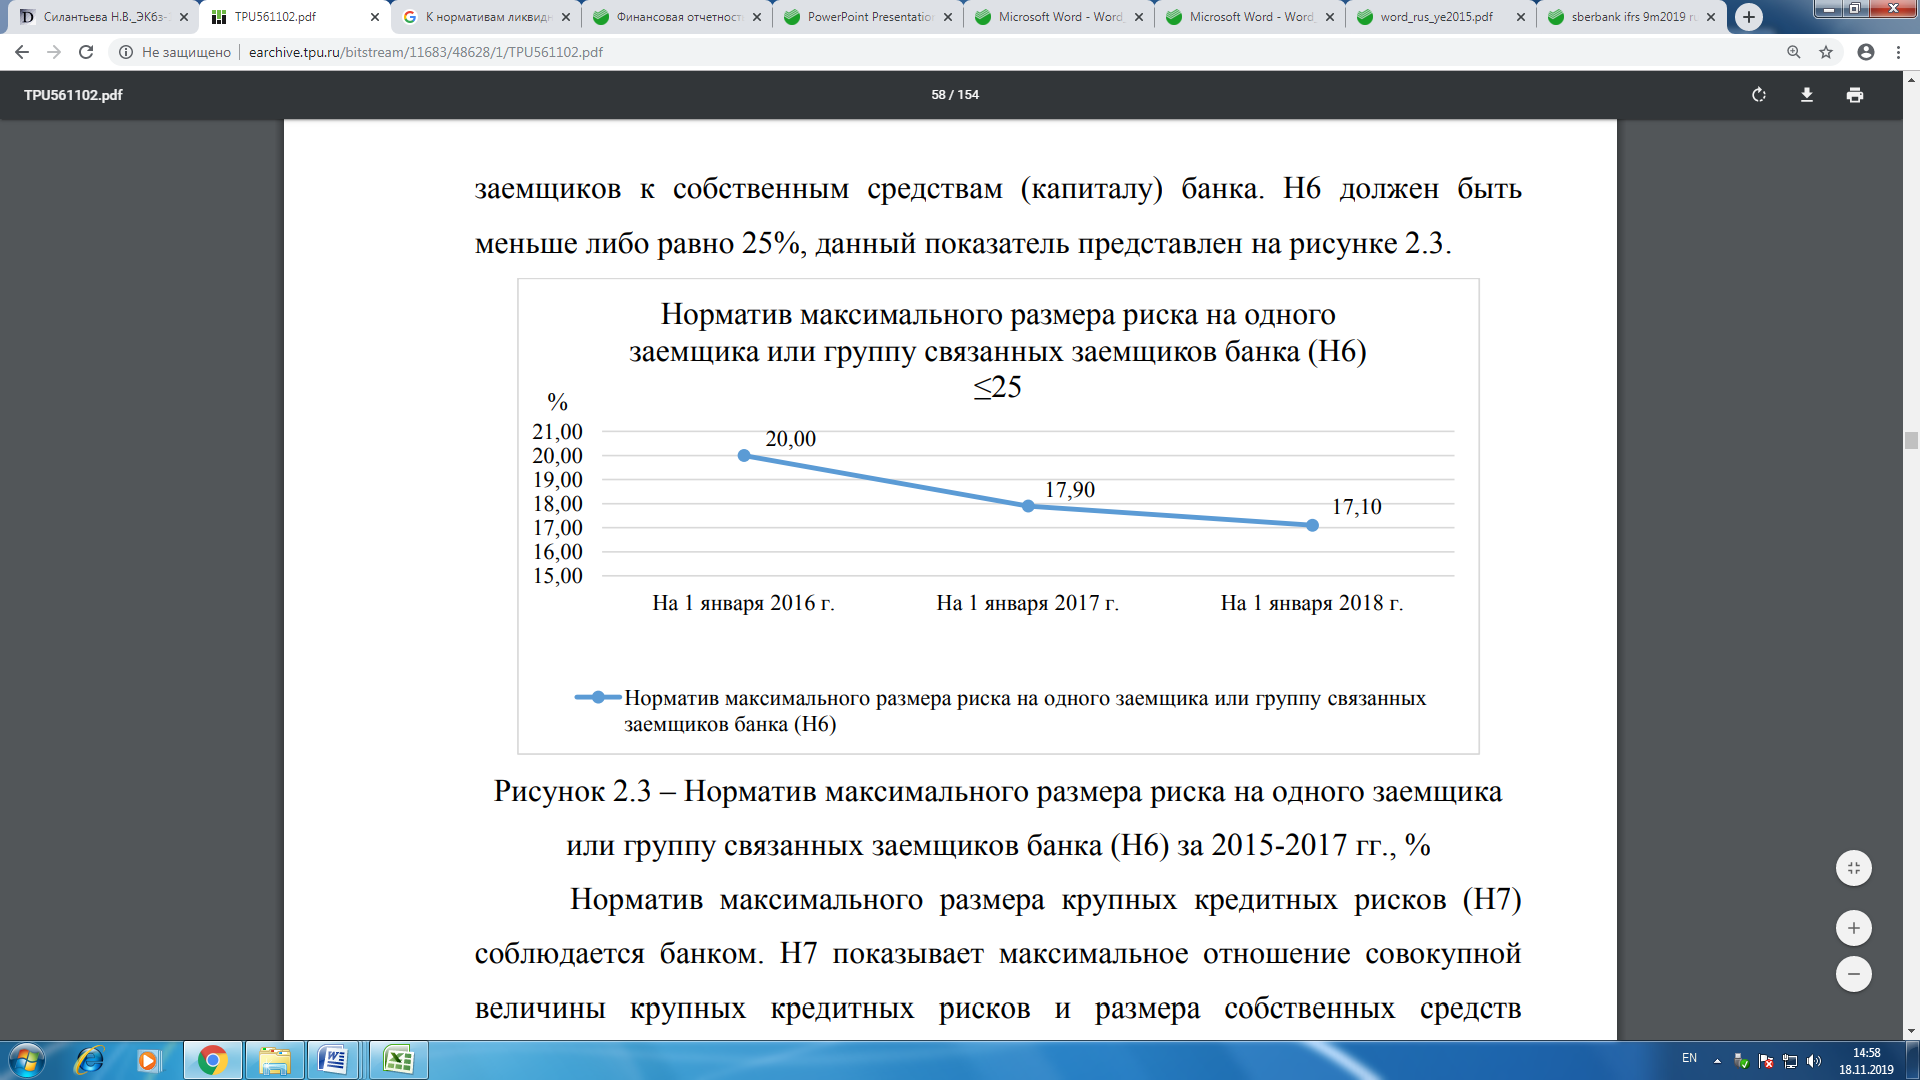 Силантьева Н.В._ЭКбз-
TPU561102.pdf
К нормативам ликвидн
Финансовая отчетност
PowerPoint Presentatio
Microsoft Word - Word_
Microsoft Word - Word_
word_rus_ye2015.pdf
sberbank ifrs 9m2019 ru
Не защищено
earchive.tpu.ru/bitstream/11683/48628/1/TPU561102.pdf
TPU561102.pdf
58 / 154
заемщиков к собственным средствам (капиталу) банка. Н6 должен быть
меньше либо равно 25%, данный показатель представлен на рисунке 2.3.
Норматив максимального размера риска на одного
заемщика или группу связанных заемщиков банка (Н6)
≤25
%
21,00
20,00
19,00
18,00
17,00
16,00
15,00
20,00
17,90
17,10
На 1 января 2016 г.
На 1 января 2017 г.
На 1 января 2018 г.
Норматив максимального размера риска на одного заемщика или группу связанных
заемщиков банка (Н6)
Рисунок 2.3 – Норматив максимального размера риска на одного заемщика
или группу связанных заемщиков банка (Н6) за 2015-2017 гг., %
Норматив максимального размера крупных кредитных рисков (Н7)
соблюдается банком. Н7 показывает максимальное отношение совокупной
величины крупных кредитных рисков и размера собственных средств
EN
14:58
18.11.2019